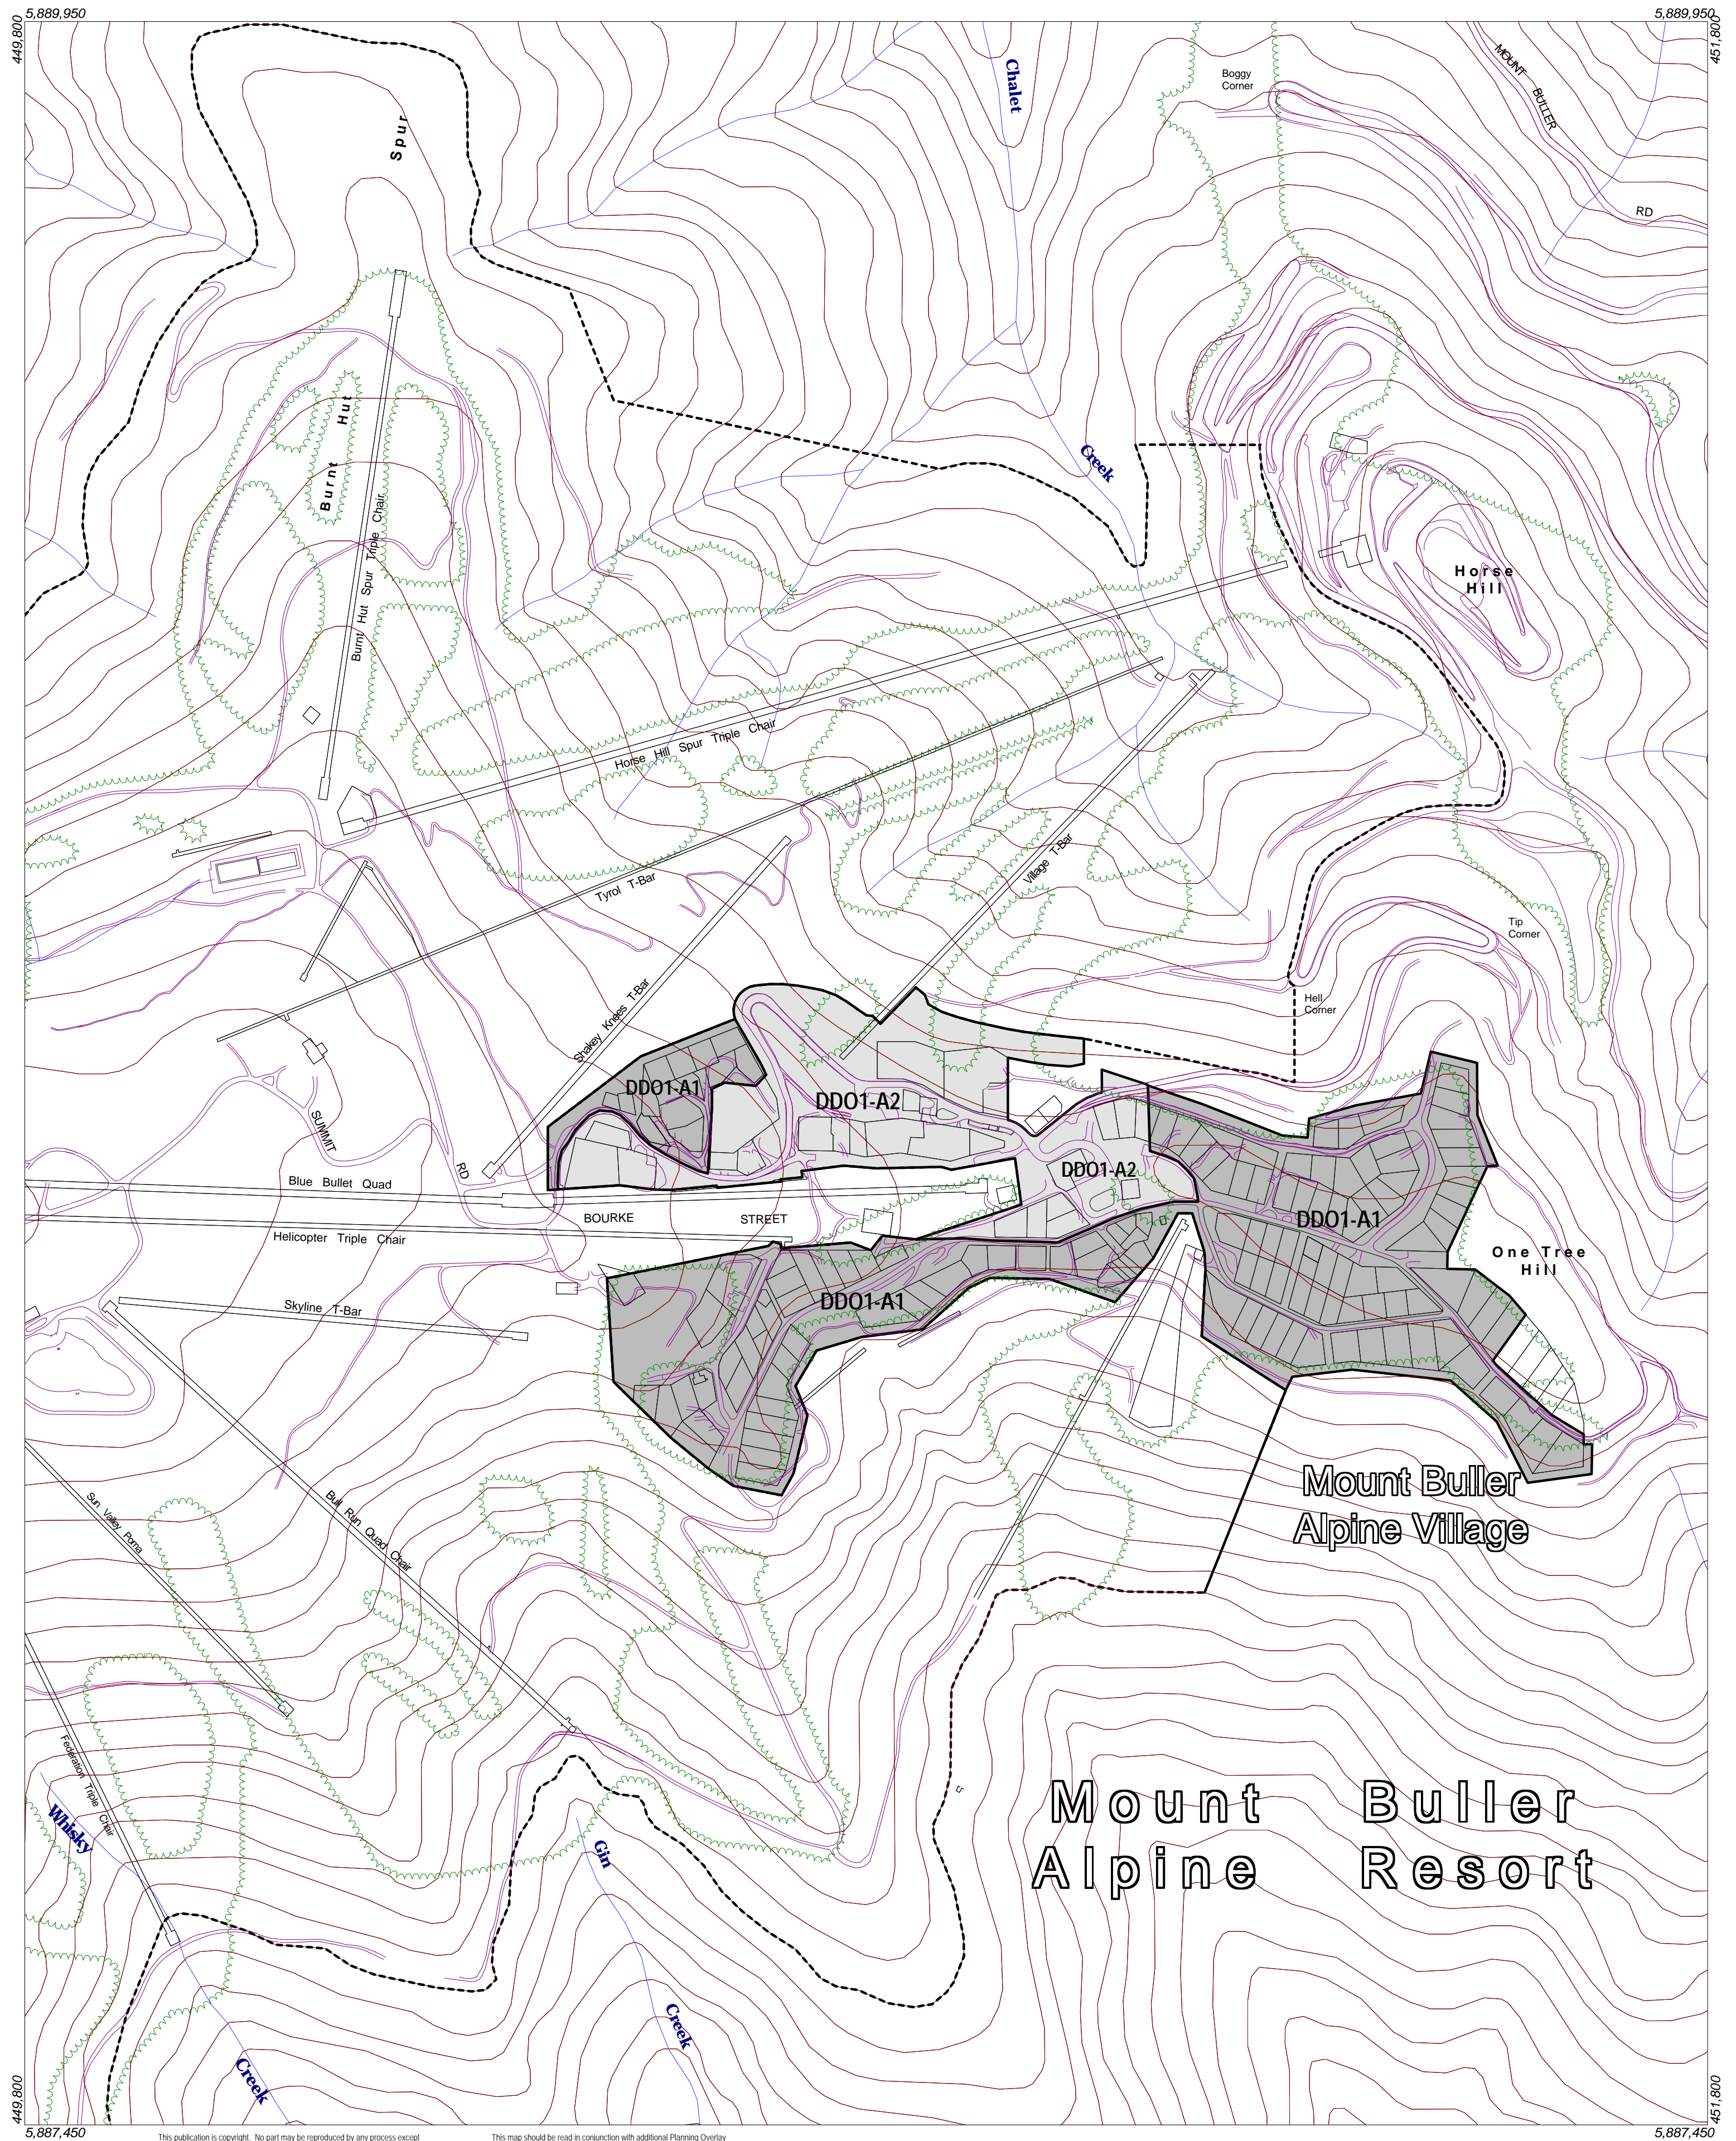 5,889,950
5,889,950
449,800
451,800
Chalet
Boggy
Corner
MOUNT
BULLER
RD
Spur
Creek
Hut
Burnt
Burnt Hut Spur Triple Chair
Horse
Hill
Horse Hill Spur Triple Chair
Village T-Bar
Tyrol T-Bar
Tip
Corner
Shakey Knees T-Bar
Hell
Corner
DDO1-A1
DDO1-A2
SUMMIT
RD
DDO1-A2
Blue Bullet Quad
BOURKE
STREET
DDO1-A1
Helicopter Triple Chair
One Tree
Hill
Skyline T-Bar
DDO1-A1
Mount Buller
Alpine Village
Sun Valley Poma
Bull Run Quad Chair
Federation Triple Chair
Whisky
Gin
Mount Buller
Alpine Resort
Creek
Creek
449,800
451,800
5,887,450
5,887,450
This publication is copyright. No part may be reproduced by any process except
This map should be read in conjunction with additional Planning Overlay